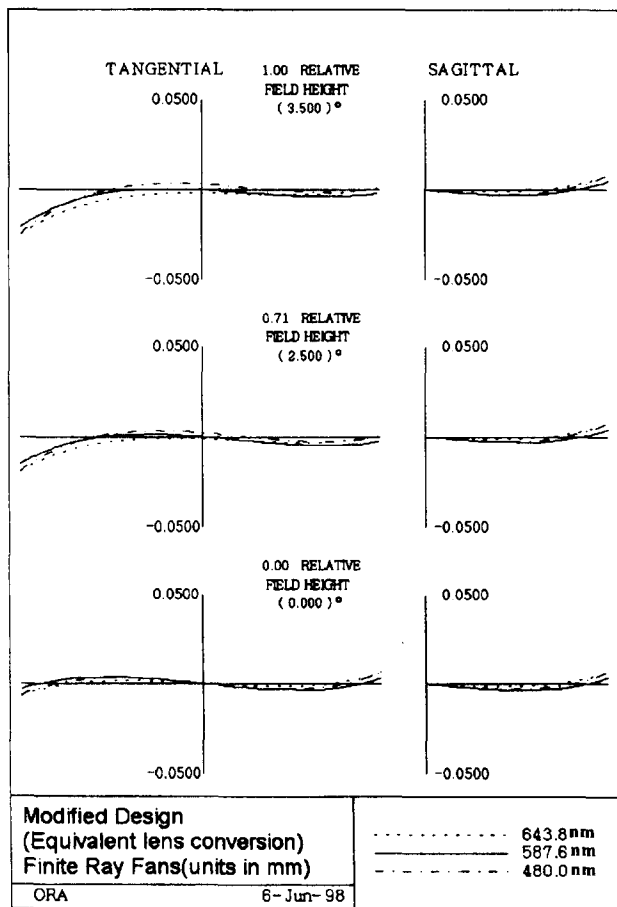 TANGENTIAL 1.00 RELATIVE SAGITTAL
FIELD HEIGHT
0.0500 (3.500)° 0.0500
-0.0500 -0.0500
0.71 RELATIVE
FIELD HEIGHT
0.0500 (2.500)° 0.0500
-0.0500 -0.0500
0.00 RELATIVE
FIELD HEIGHT
0.0500 (0.000)° 0.0500
-0.0500 -0.0500
Modified Design
(Equivalent lens conversion)
Finite Ray Fans(units in mm)
ORA 6-Jun-98
643.8nm
587.6nm
480.0nm